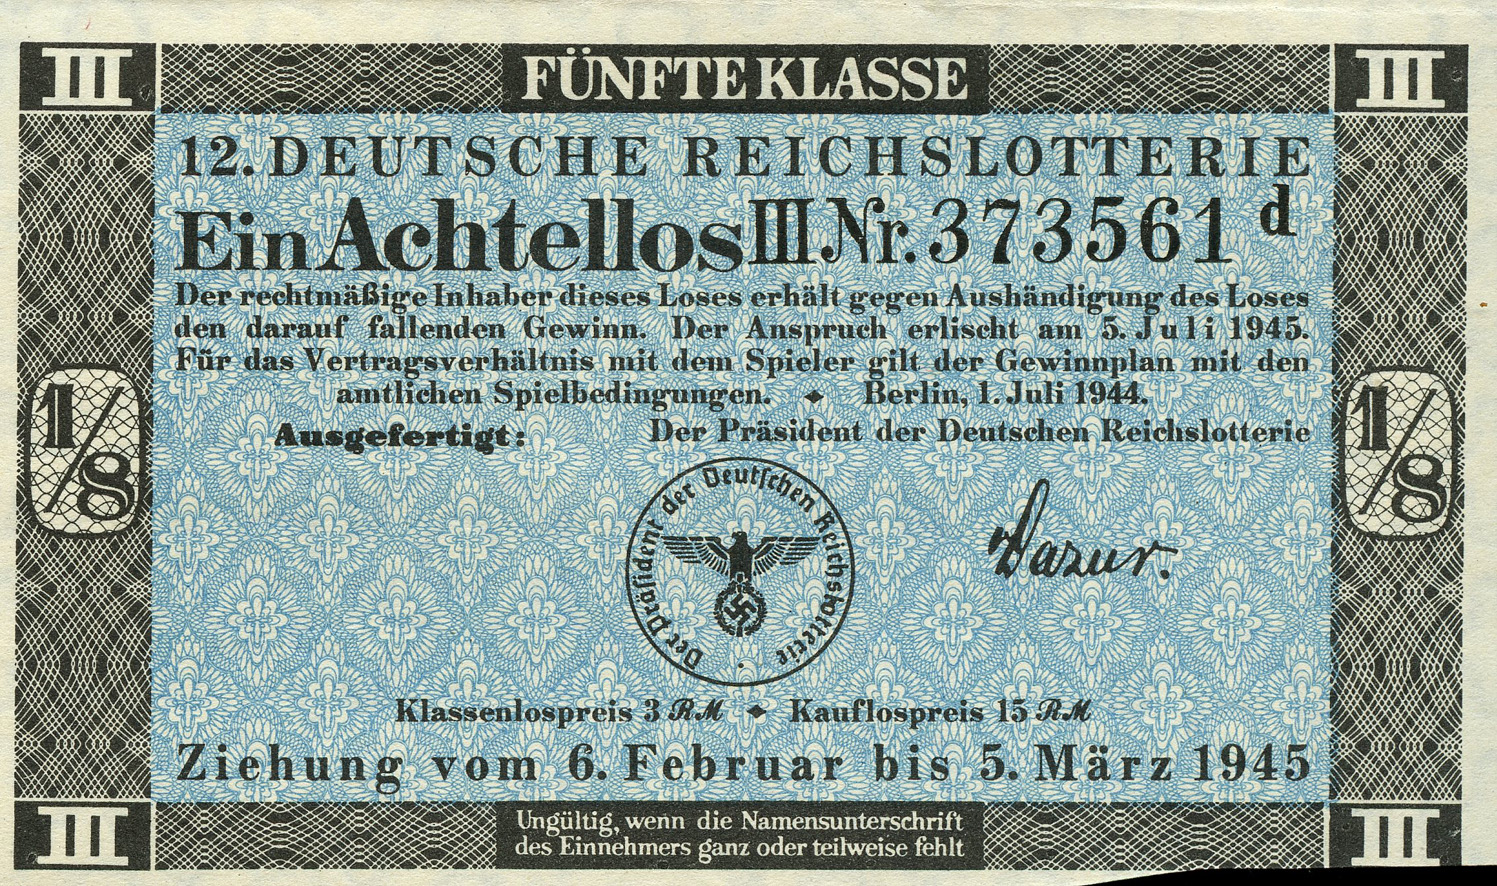 III FÜNFTE KLASSE III
12. DEUTSCHE REICHSLOTTERIE
Ein Achtellos III Nr. 373561 d
Der rechtmäßige Inhaber dieses Loses erhält gegen Aushändigung des Loses
den darauf fallenden Gewinn. Der Anspruch erlischt am 5. Juli 1945.
Für das Vertragsverhältnis mit dem Spieler gilt der Gewinnplan mit den
amtlichen Spielbedingungen. ◆ Berlin, 1. Juli 1944.
1/8
1/8
Ausgefertigt: Der Präsident der Deutschen Reichslotterie
Der Präsident der Deutschen Reichslotterie
Dazur.
Klassenlospreis 3 RM ◆ Kauflospreis 15 RM
Ziehung vom 6. Februar bis 5. März 1945
III III
Ungültig, wenn die Namensunterschrift
des Einnehmers ganz oder teilweise fehlt